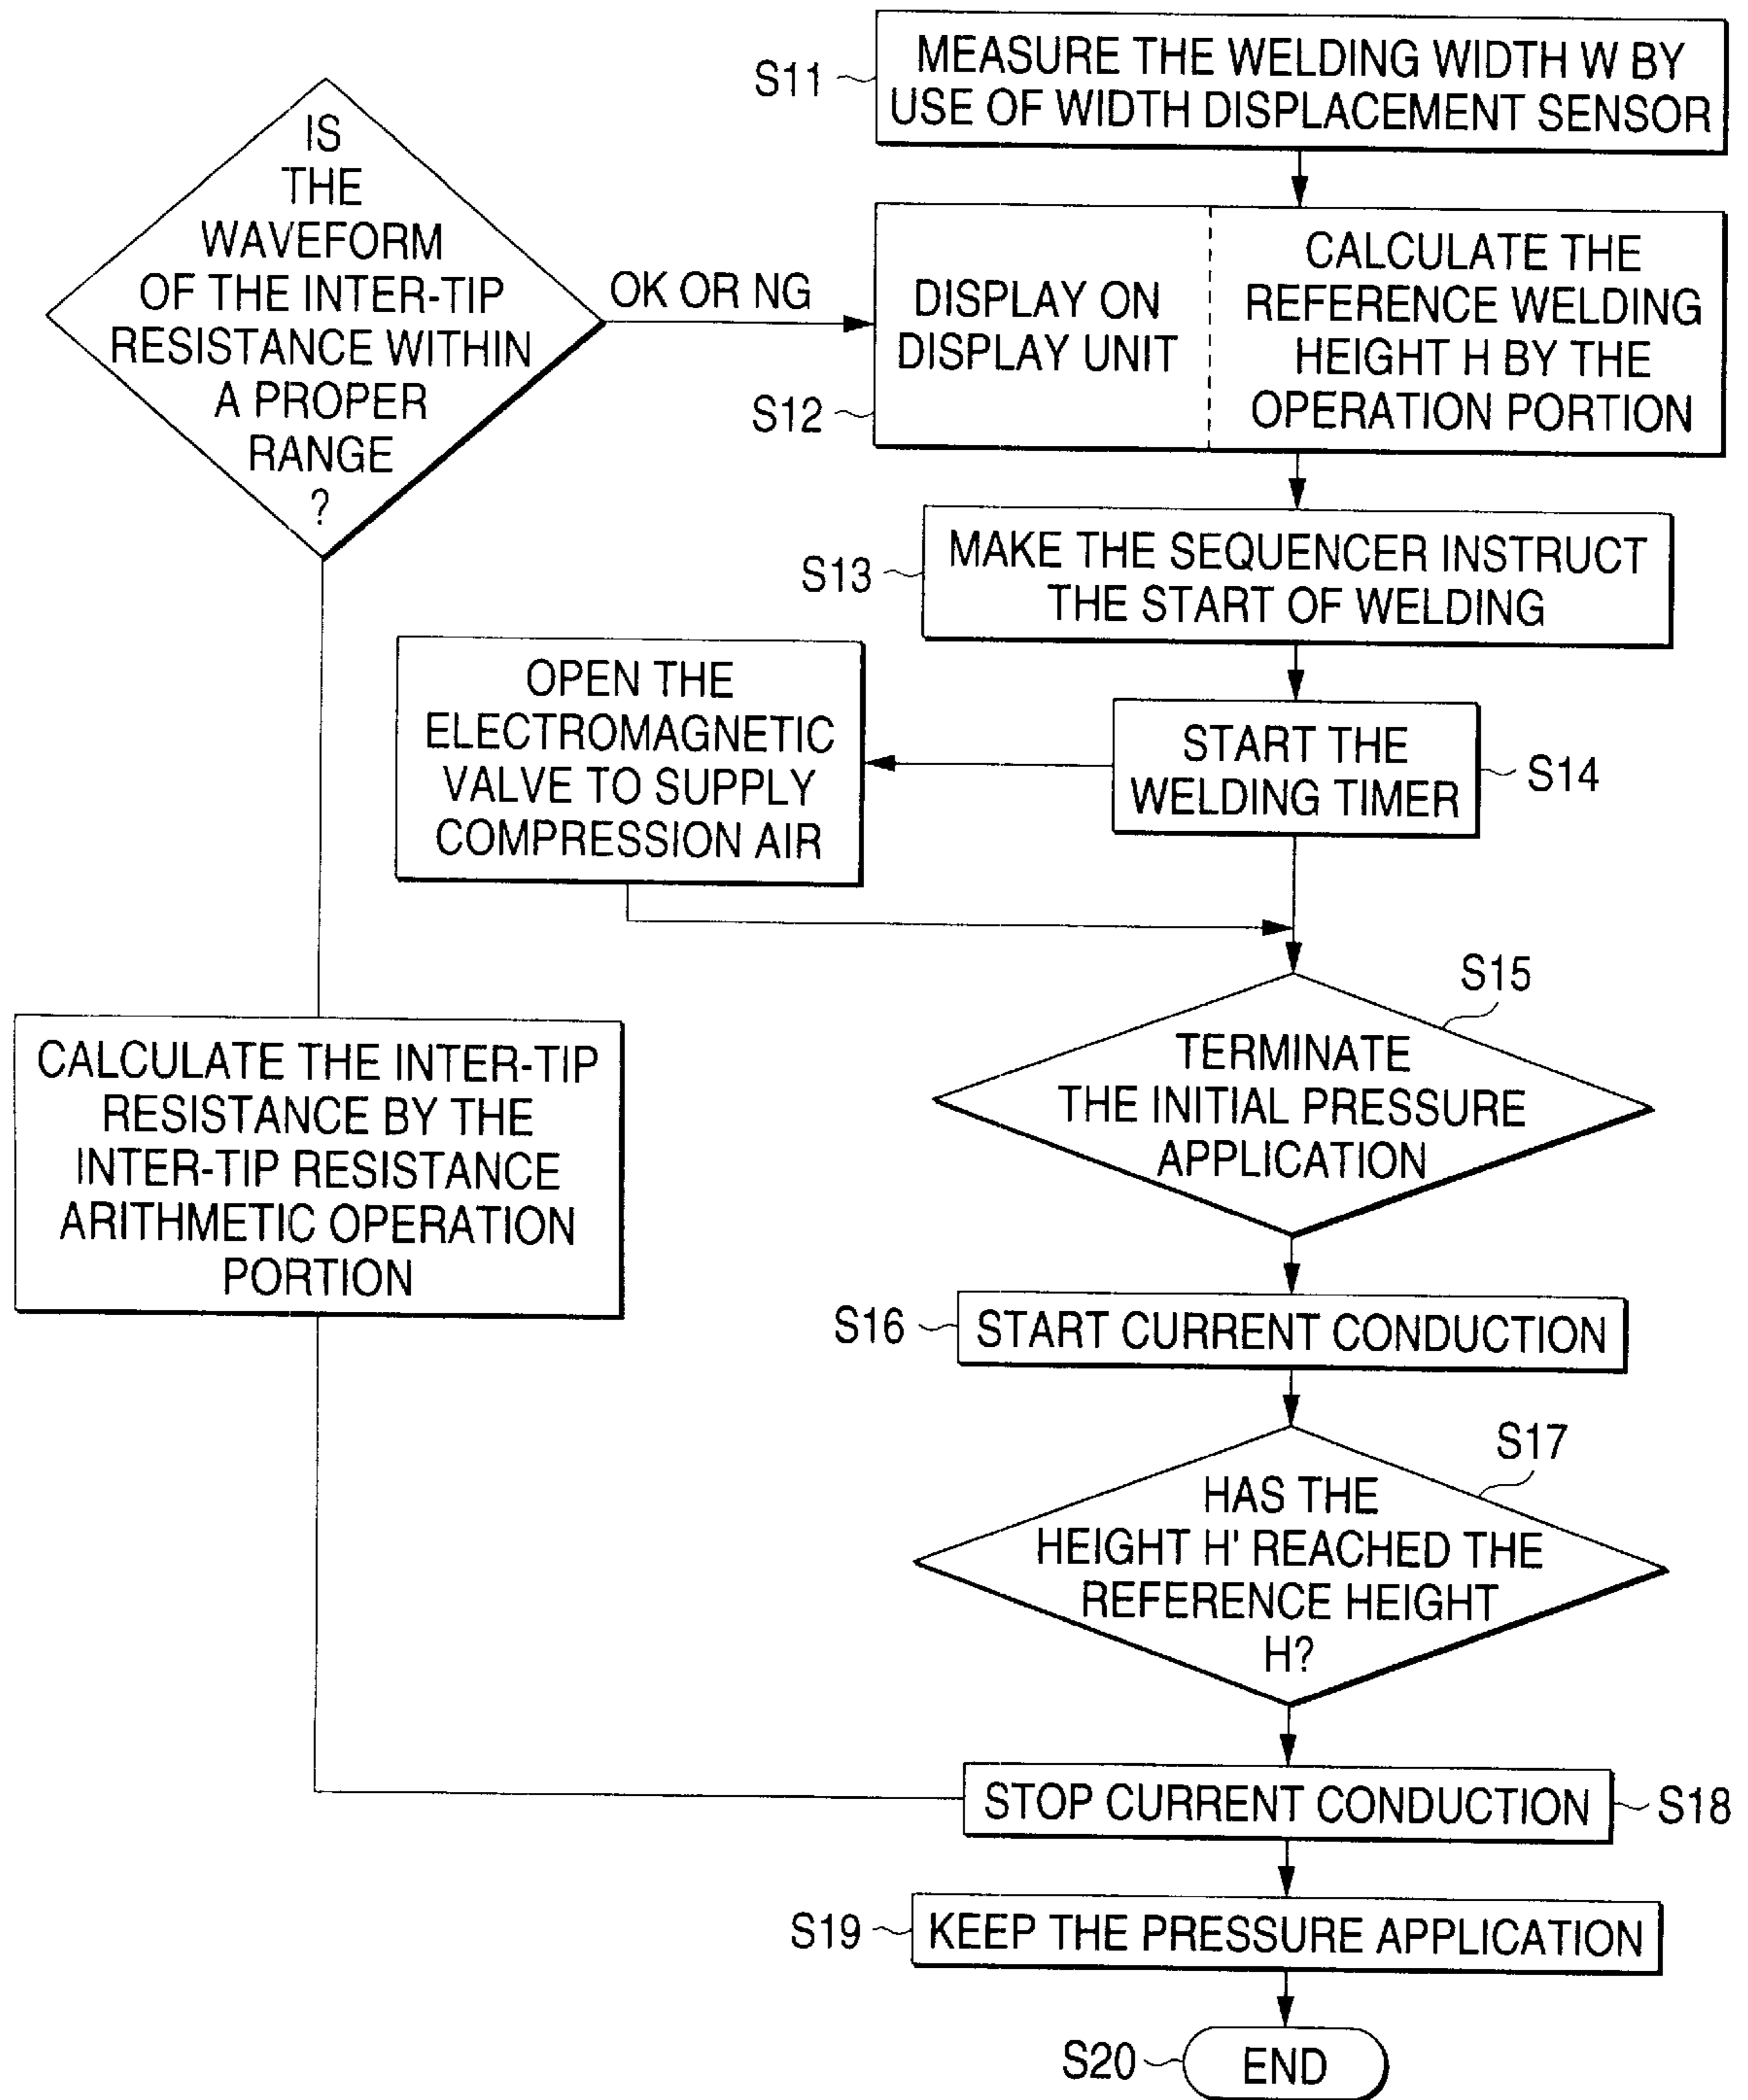 S11
MEASURE THE WELDING WIDTH W BY
USE OF WIDTH DISPLACEMENT SENSOR
IS
THE
WAVEFORM
OF THE INTER-TIP
RESISTANCE WITHIN
A PROPER
RANGE
?
OK OR NG
DISPLAY ON
DISPLAY UNIT
S12
CALCULATE THE
REFERENCE WELDING
HEIGHT H BY THE
OPERATION PORTION
S13
MAKE THE SEQUENCER INSTRUCT
THE START OF WELDING
OPEN THE
ELECTROMAGNETIC
VALVE TO SUPPLY
COMPRESSION AIR
START THE
WELDING TIMER
S14
S15
TERMINATE
THE INITIAL PRESSURE
APPLICATION
CALCULATE THE INTER-TIP
RESISTANCE BY THE
INTER-TIP RESISTANCE
ARITHMETIC OPERATION
PORTION
S16
START CURRENT CONDUCTION
S17
HAS THE
HEIGHT H' REACHED THE
REFERENCE HEIGHT
H?
STOP CURRENT CONDUCTION
S18
S19
KEEP THE PRESSURE APPLICATION
S20
END